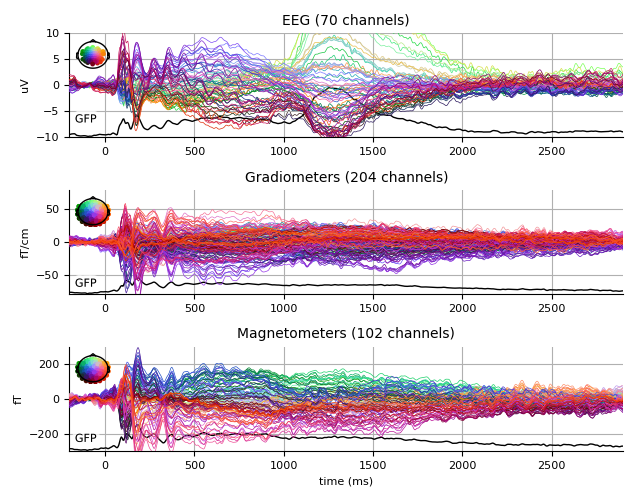 EEG (70 channels)
10
5
0
−5
−10
uV
GFP
0 500 1000 1500 2000 2500
Gradiometers (204 channels)
50
0
−50
fT/cm
GFP
0 500 1000 1500 2000 2500
Magnetometers (102 channels)
200
0
−200
fT
GFP
0 500 1000 1500 2000 2500
time (ms)